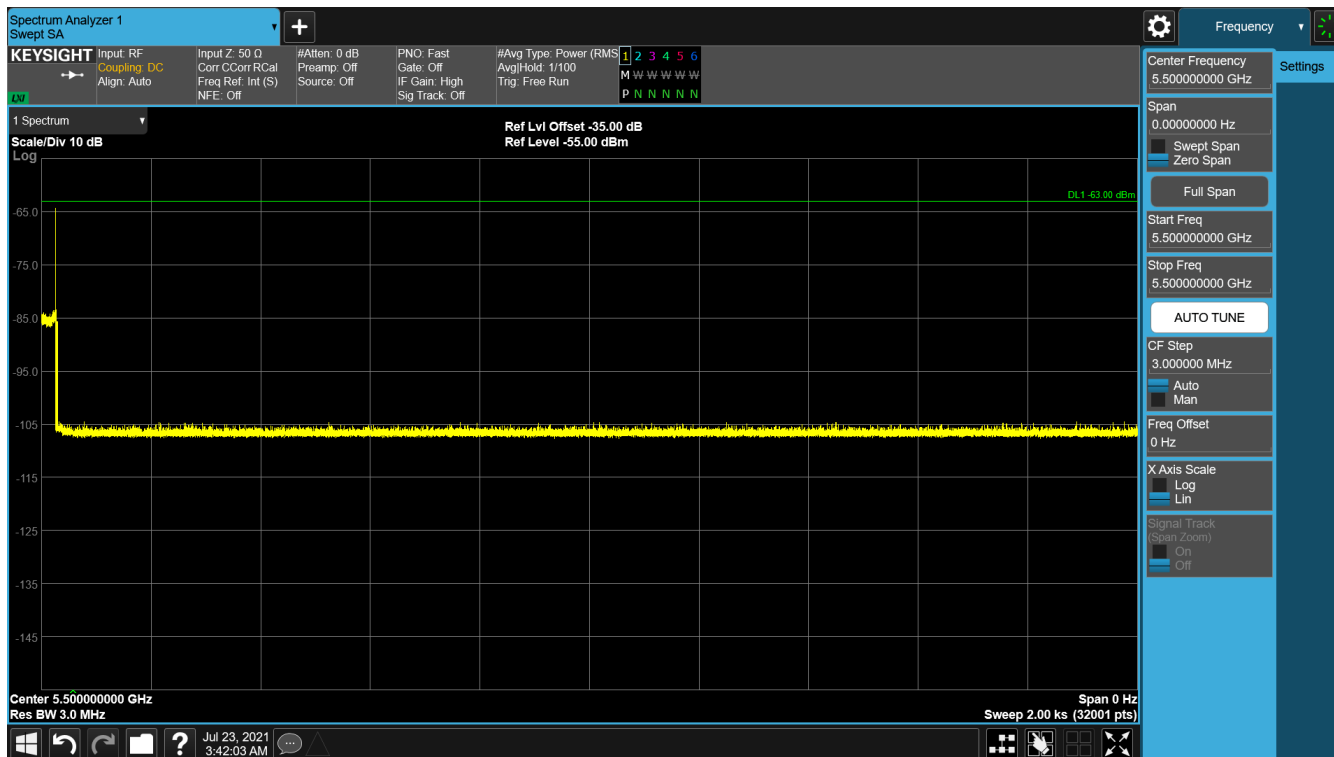 Spectrum Analyzer 1
Swept SA
Frequency
KEYSIGHT
LXI
Input: RF
Coupling: DC
Align: Auto
Input Z: 50 Ω
Corr CCorr RCal
Freq Ref: Int (S)
NFE: Off
#Atten: 0 dB
Preamp: Off
Source: Off
PNO: Fast
Gate: Off
IF Gain: High
Sig Track: Off
#Avg Type: Power (RMS
Avg|Hold: 1/100
Trig: Free Run
1 2 3 4 5 6
M W W W W W
P N N N N N
1 Spectrum
Scale/Div 10 dB
Log
Ref Lvl Offset -35.00 dB
Ref Level -55.00 dBm
DL1 -63.00 dBm
-65.0
-75.0
-85.0
-95.0
-105
-115
-125
-135
-145
Center 5.500000000 GHz
Res BW 3.0 MHz
Span 0 Hz
Sweep 2.00 ks (32001 pts)
Center Frequency
5.500000000 GHz
Settings
Span
0.00000000 Hz
Swept Span
Zero Span
Full Span
Start Freq
5.500000000 GHz
Stop Freq
5.500000000 GHz
AUTO TUNE
CF Step
3.000000 MHz
Auto
Man
Freq Offset
0 Hz
X Axis Scale
Log
Lin
Signal Track
(Span Zoom)
On
Off
?
Jul 23, 2021
3:42:03 AM